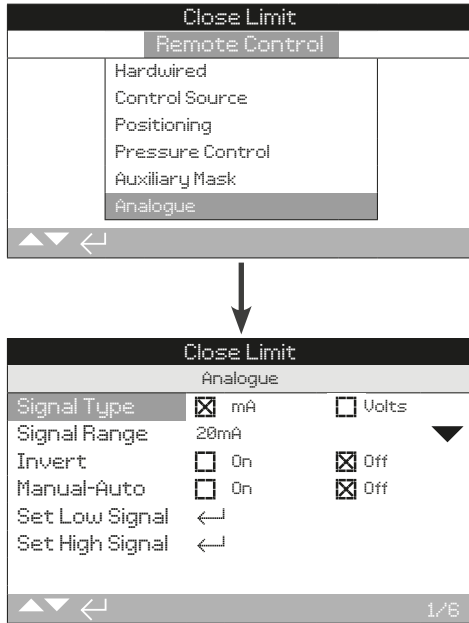 Close Limit
Remote Control
Hardwired
Control Source
Positioning
Pressure Control
Auxiliary Mask
Analogue
Close Limit
Analogue
Signal Type mA Volts
Signal Range 20mA
Invert On Off
Manual-Auto On Off
Set Low Signal
Set High Signal
1/6